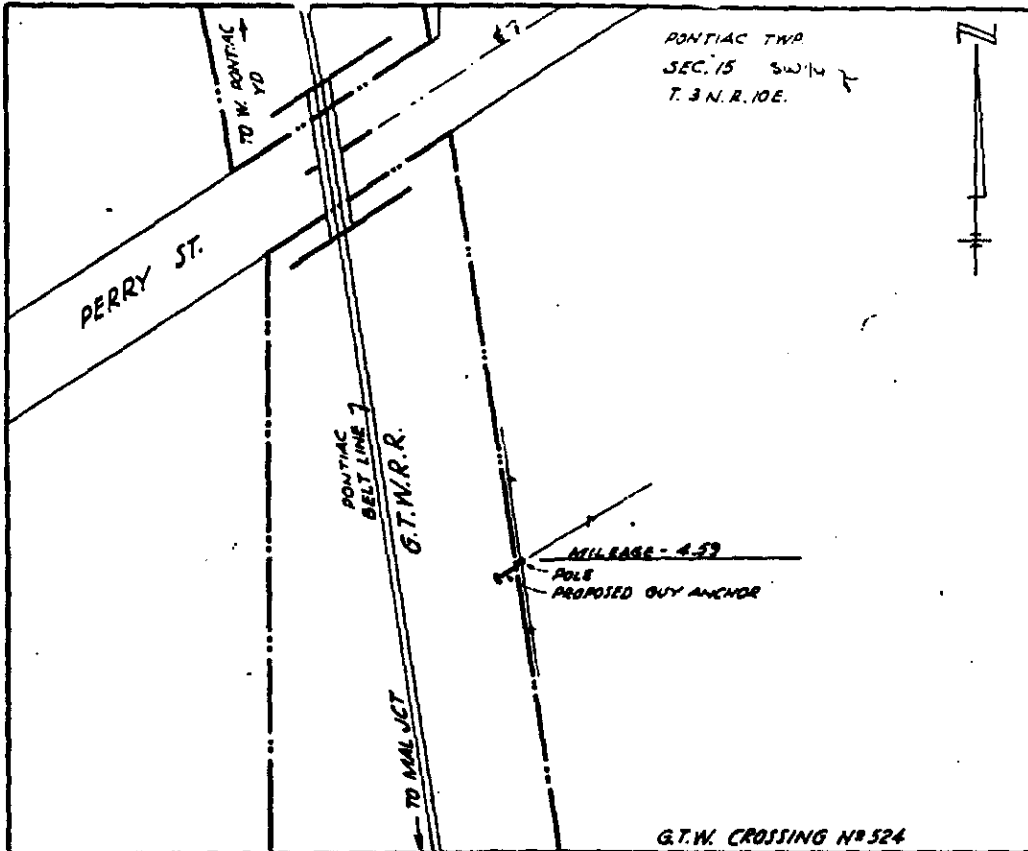 TO W. PONTIAC
YD
PONTIAC TWP.
SEC. 15 SW 1/4
T. 3 N. R. 10 E.
N
PERRY ST.
PONTIAC
BELT LINE
G.T.W.R.R.
MILEAGE - 4.59
POLE
PROPOSED GUY ANCHOR
TO MAL JCT
G.T.W. CROSSING Nº 524